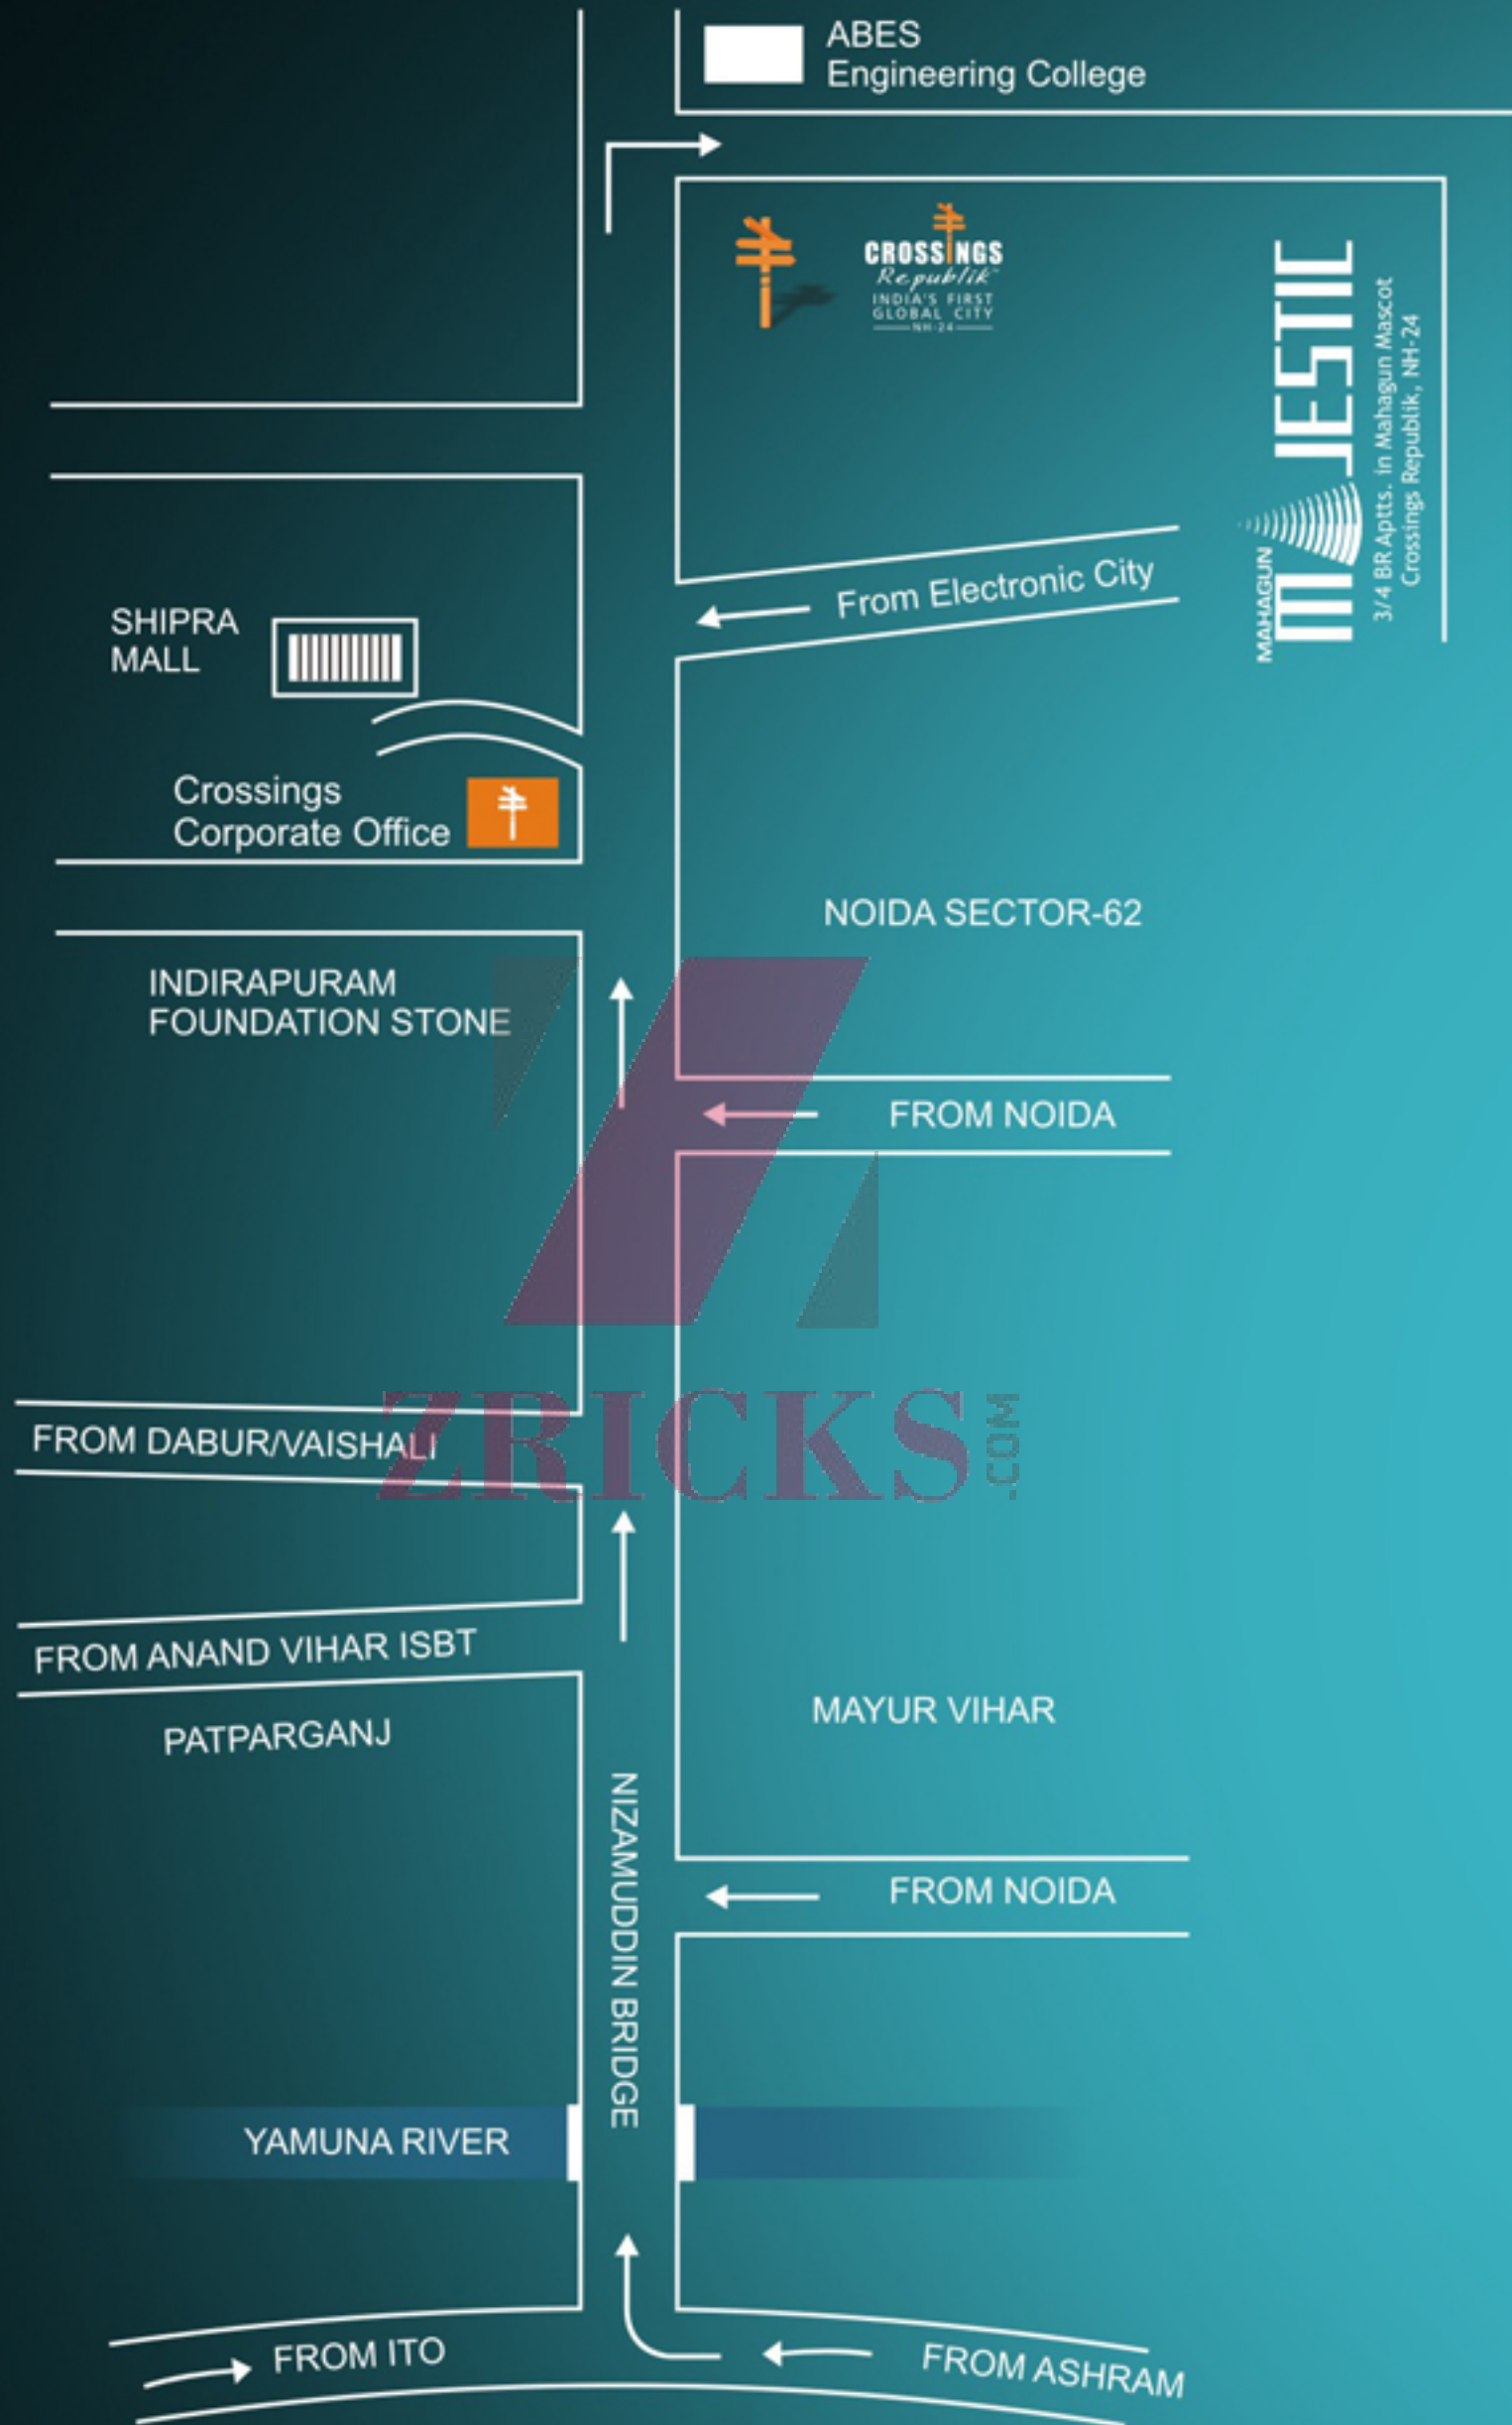 ABES
Engineering College
CROSSINGS
Republik
INDIA'S FIRST
GLOBAL CITY
NH-24
MAHAGUN
MAJESTIC
3/4 BR Aptts. in Mahagun Mascot
Crossings Republik, NH-24
From Electronic City
SHIPRA
MALL
Crossings
Corporate Office
NOIDA SECTOR-62
INDIRAPURAM
FOUNDATION STONE
FROM NOIDA
ZRICKS.COM
FROM DABUR/VAISHALI
FROM ANAND VIHAR ISBT
PATPARGANJ
MAYUR VIHAR
NIZAMUDDIN BRIDGE
FROM NOIDA
YAMUNA RIVER
FROM ITO
FROM ASHRAM